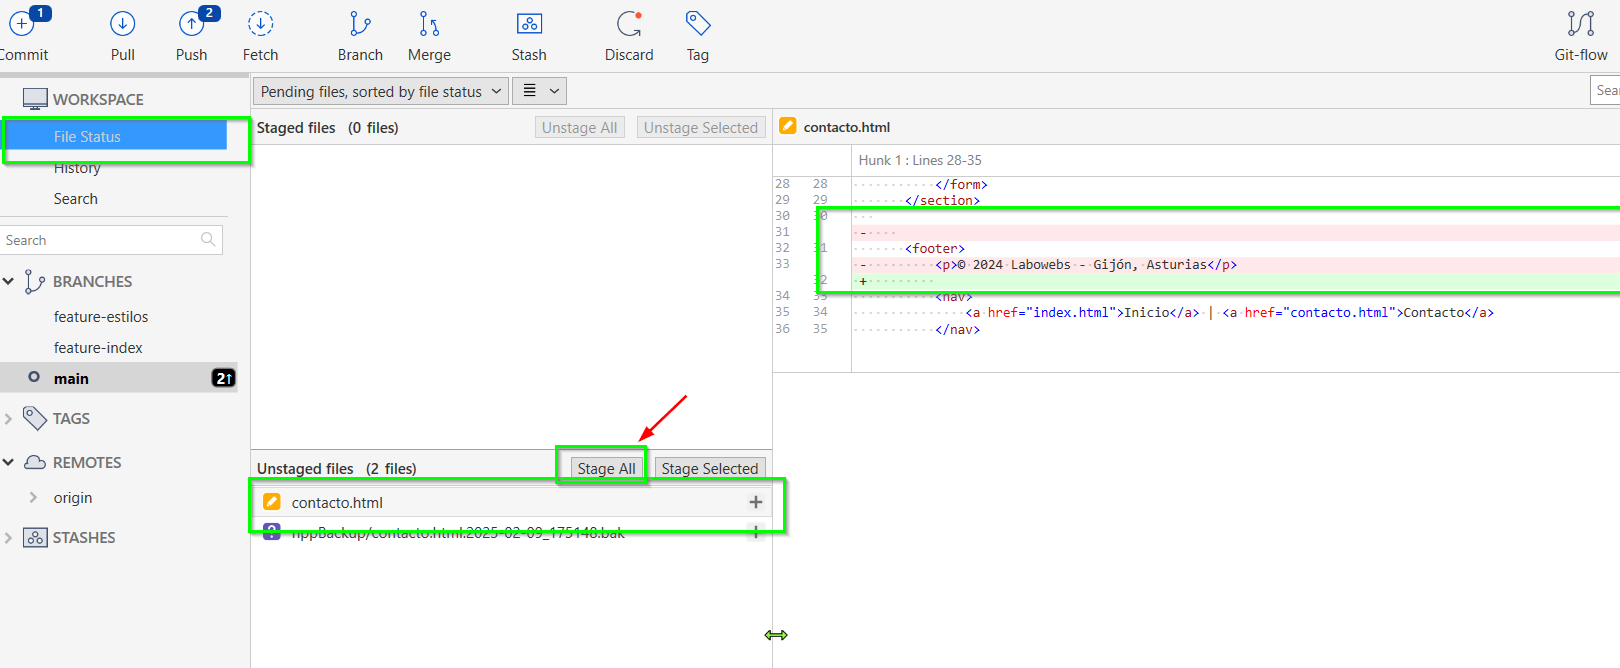 1 2
Commit Pull Push Fetch Branch Merge Stash Discard Tag Git-flow
WORKSPACE
File Status
History
Search
Search
BRANCHES
feature-estilos
feature-index
main 2↑
TAGS
REMOTES
origin
STASHES
Pending files, sorted by file status
Staged files (0 files) Unstage All Unstage Selected
Unstaged files (2 files) Stage All Stage Selected
contacto.html +
nppBackup/contacto.html.2025-02-09_175148.bak +
Sea
contacto.html
Hunk 1 : Lines 28-35
28 28 </form>
29 29 </section>
30 30
31 -
32 31 <footer>
33 - <p>© 2024 Labowebs - Gijón, Asturias</p>
32 +
34 33 <nav>
35 34 <a href="index.html">Inicio</a> | <a href="contacto.html">Contacto</a>
36 35 </nav>